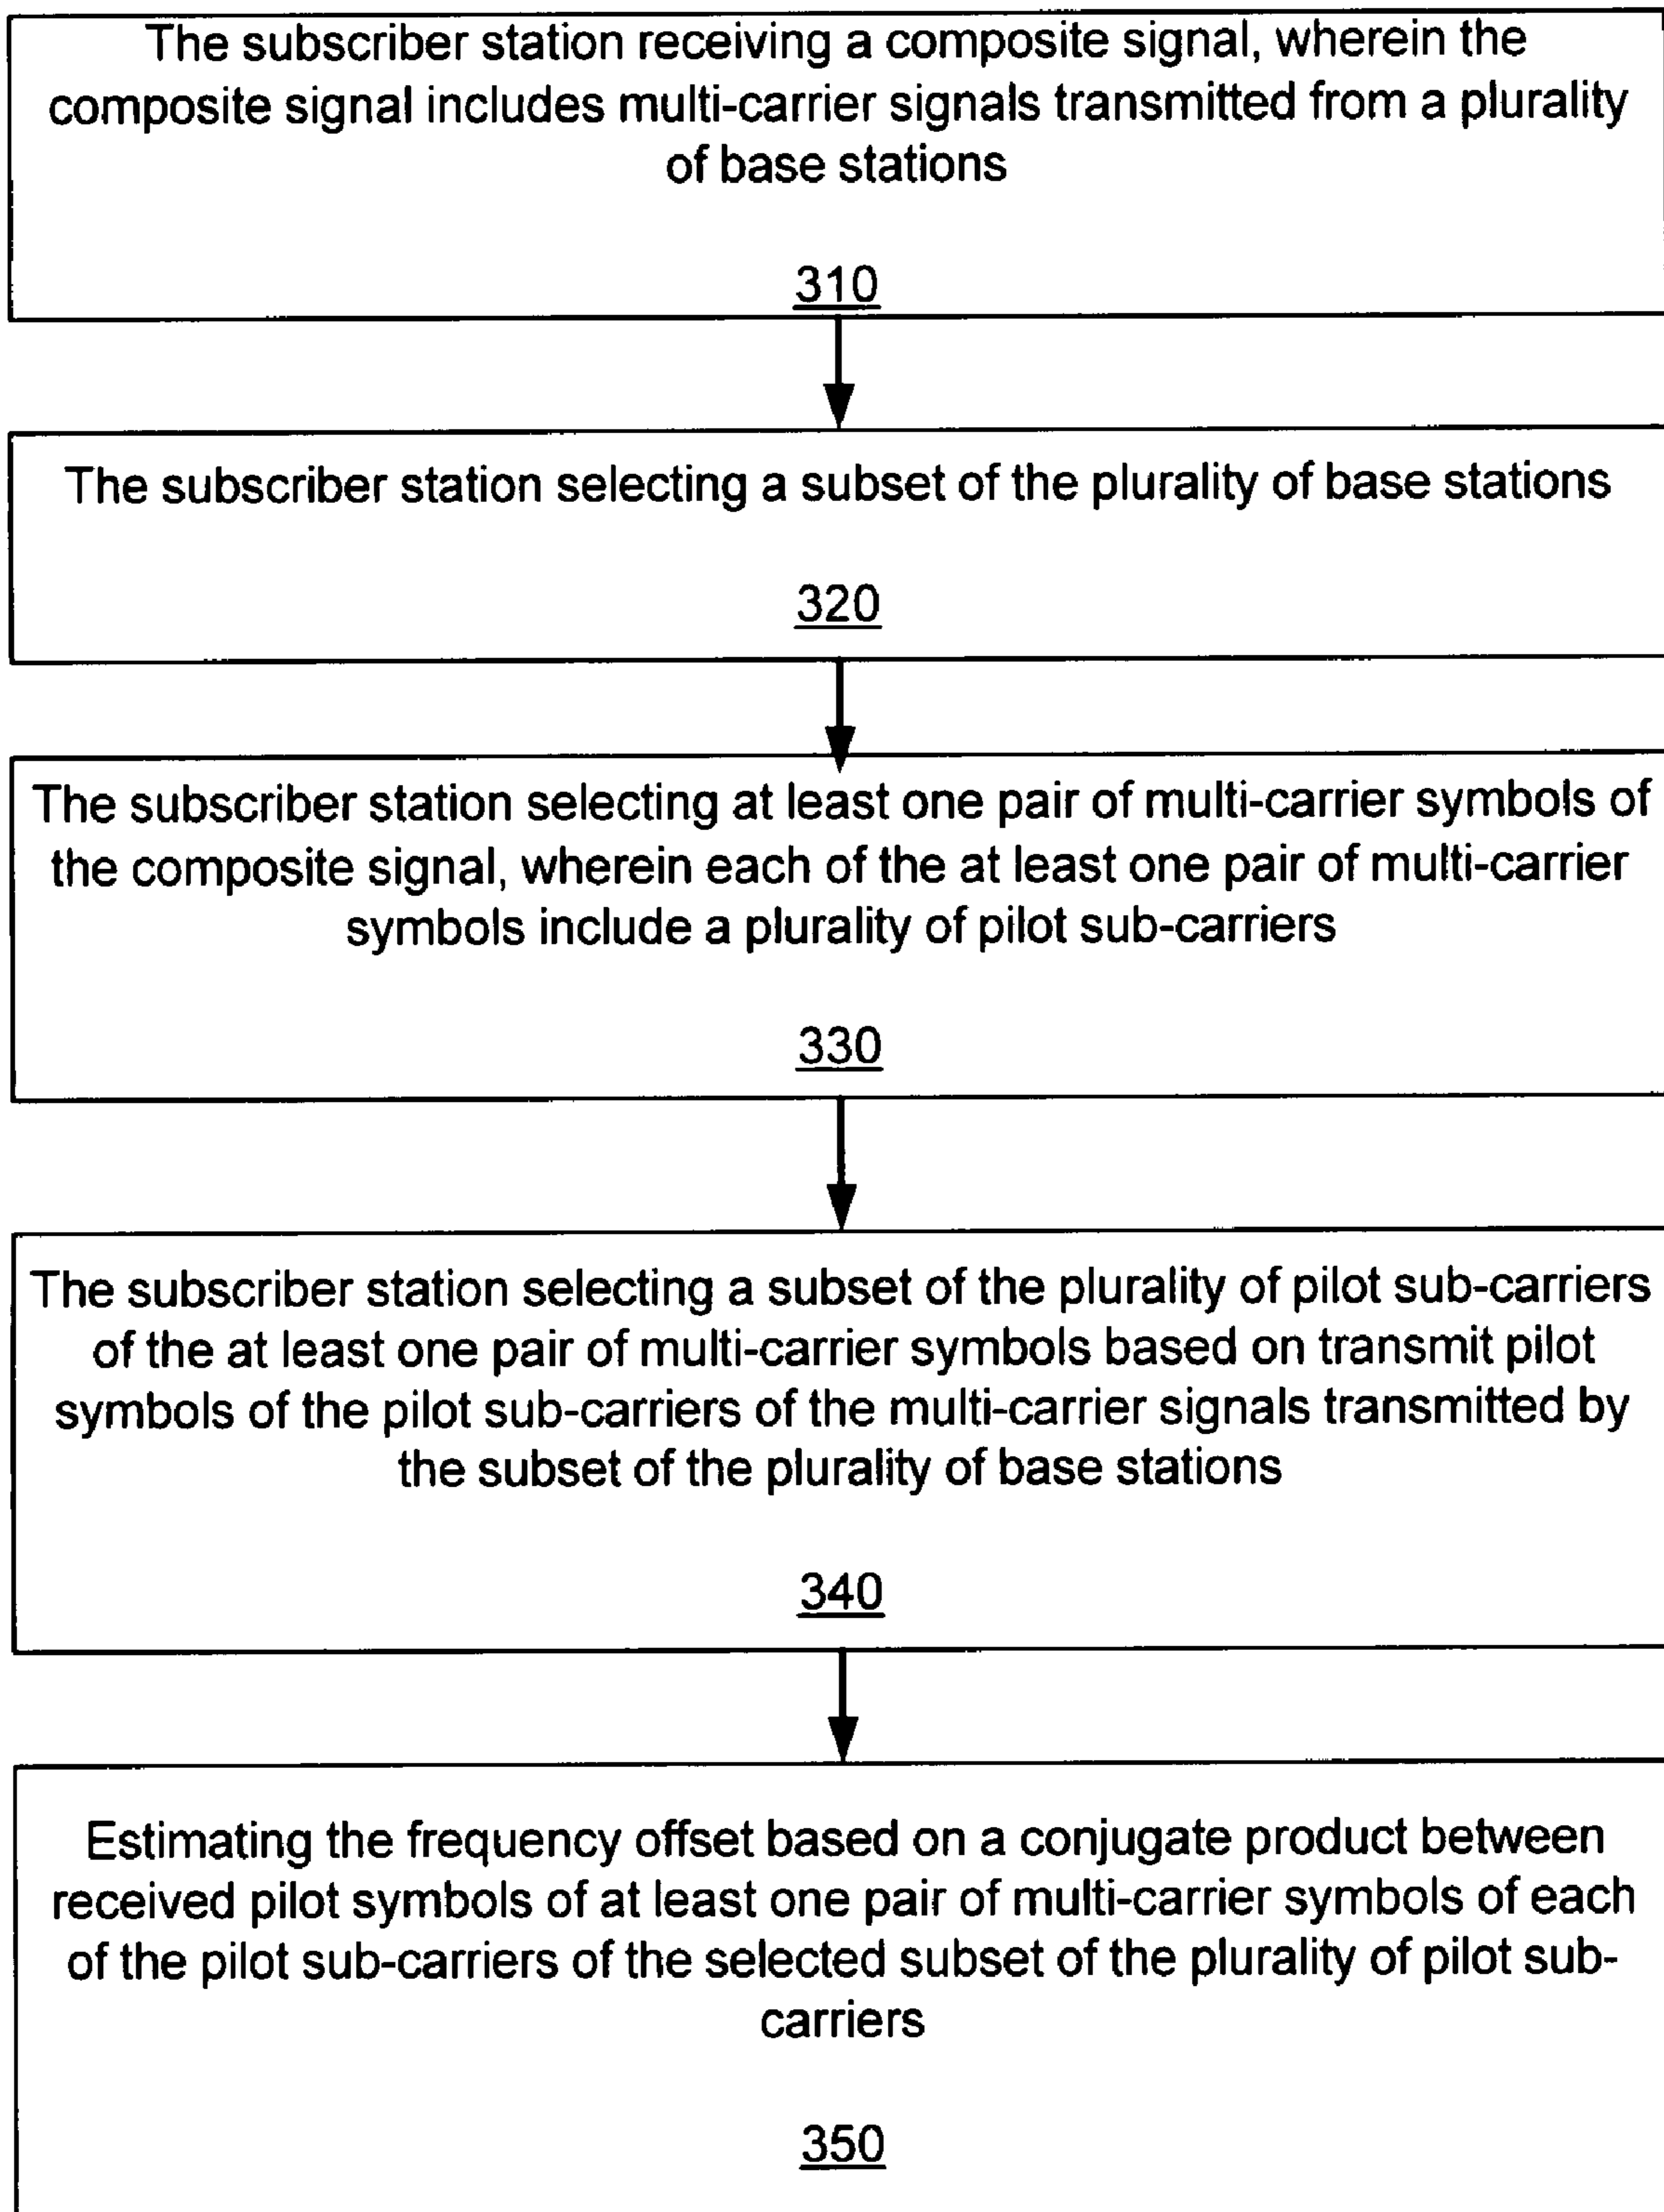 The subscriber station receiving a composite signal, wherein the
composite signal includes multi-carrier signals transmitted from a plurality
of base stations
310
The subscriber station selecting a subset of the plurality of base stations
320
The subscriber station selecting at least one pair of multi-carrier symbols of
the composite signal, wherein each of the at least one pair of multi-carrier
symbols include a plurality of pilot sub-carriers
330
The subscriber station selecting a subset of the plurality of pilot sub-carriers
of the at least one pair of multi-carrier symbols based on transmit pilot
symbols of the pilot sub-carriers of the multi-carrier signals transmitted by
the subset of the plurality of base stations
340
Estimating the frequency offset based on a conjugate product between
received pilot symbols of at least one pair of multi-carrier symbols of each
of the pilot sub-carriers of the selected subset of the plurality of pilot sub-
carriers
350